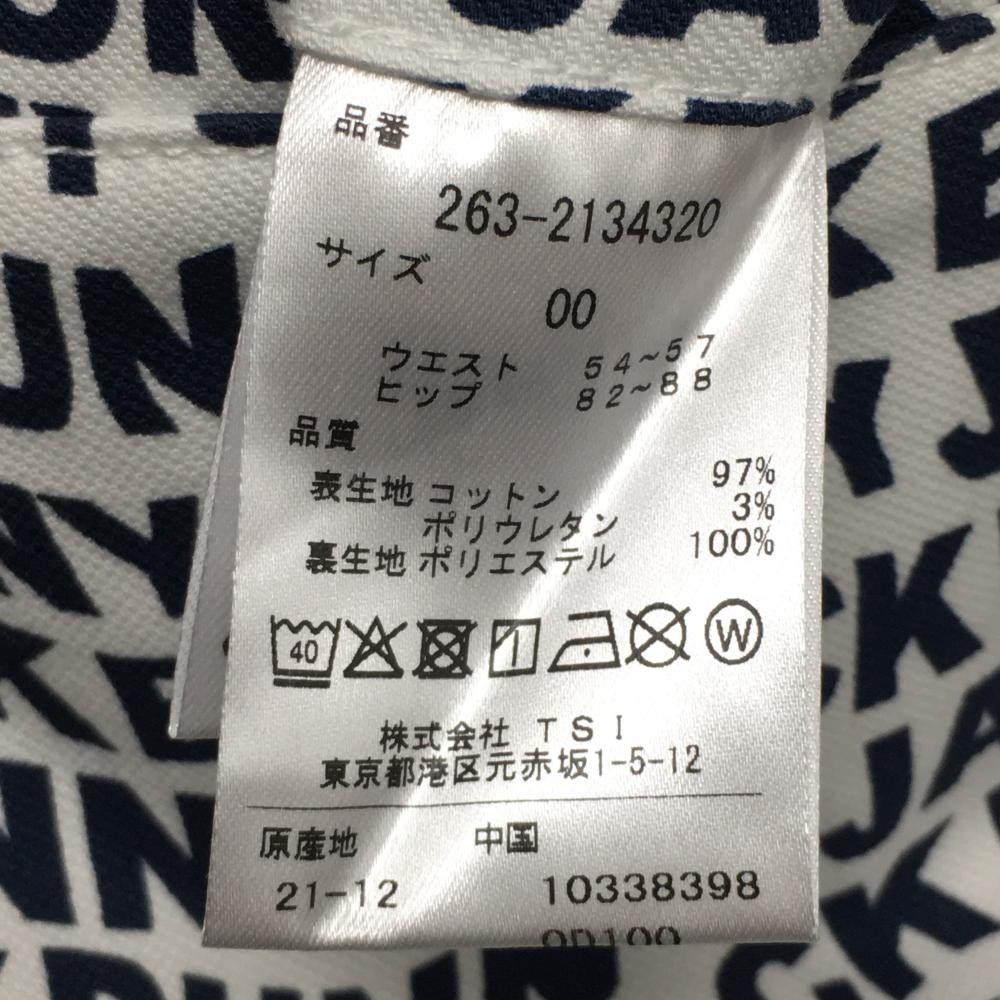 品番
263-2134320
サイズ
00
ウエスト 54~57
ヒップ 82~88
品質
表生地 コットン 97%
ポリウレタン 3%
裏生地 ポリエステル 100%
40
W
株式会社 TSI
東京都港区元赤坂1-5-12
原産地 中国
21-12 10338398